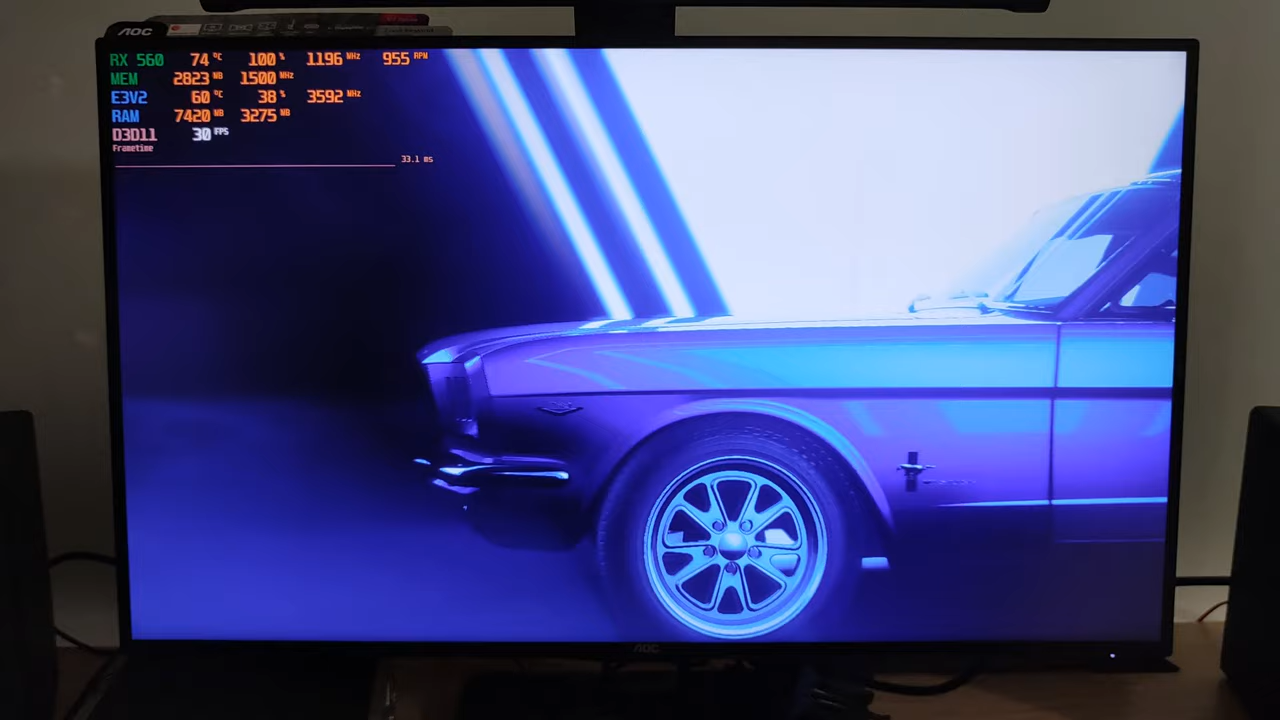 AOC
RX 560 74 °C 100 % 1196 MHz 955 RPM
MEM 2823 MB 1500 MHz
E3V2 60 °C 38 % 3592 MHz
RAM 7420 MB 3275 MB
D3D11 30 FPS
Frametime
33.1 ms
AOC